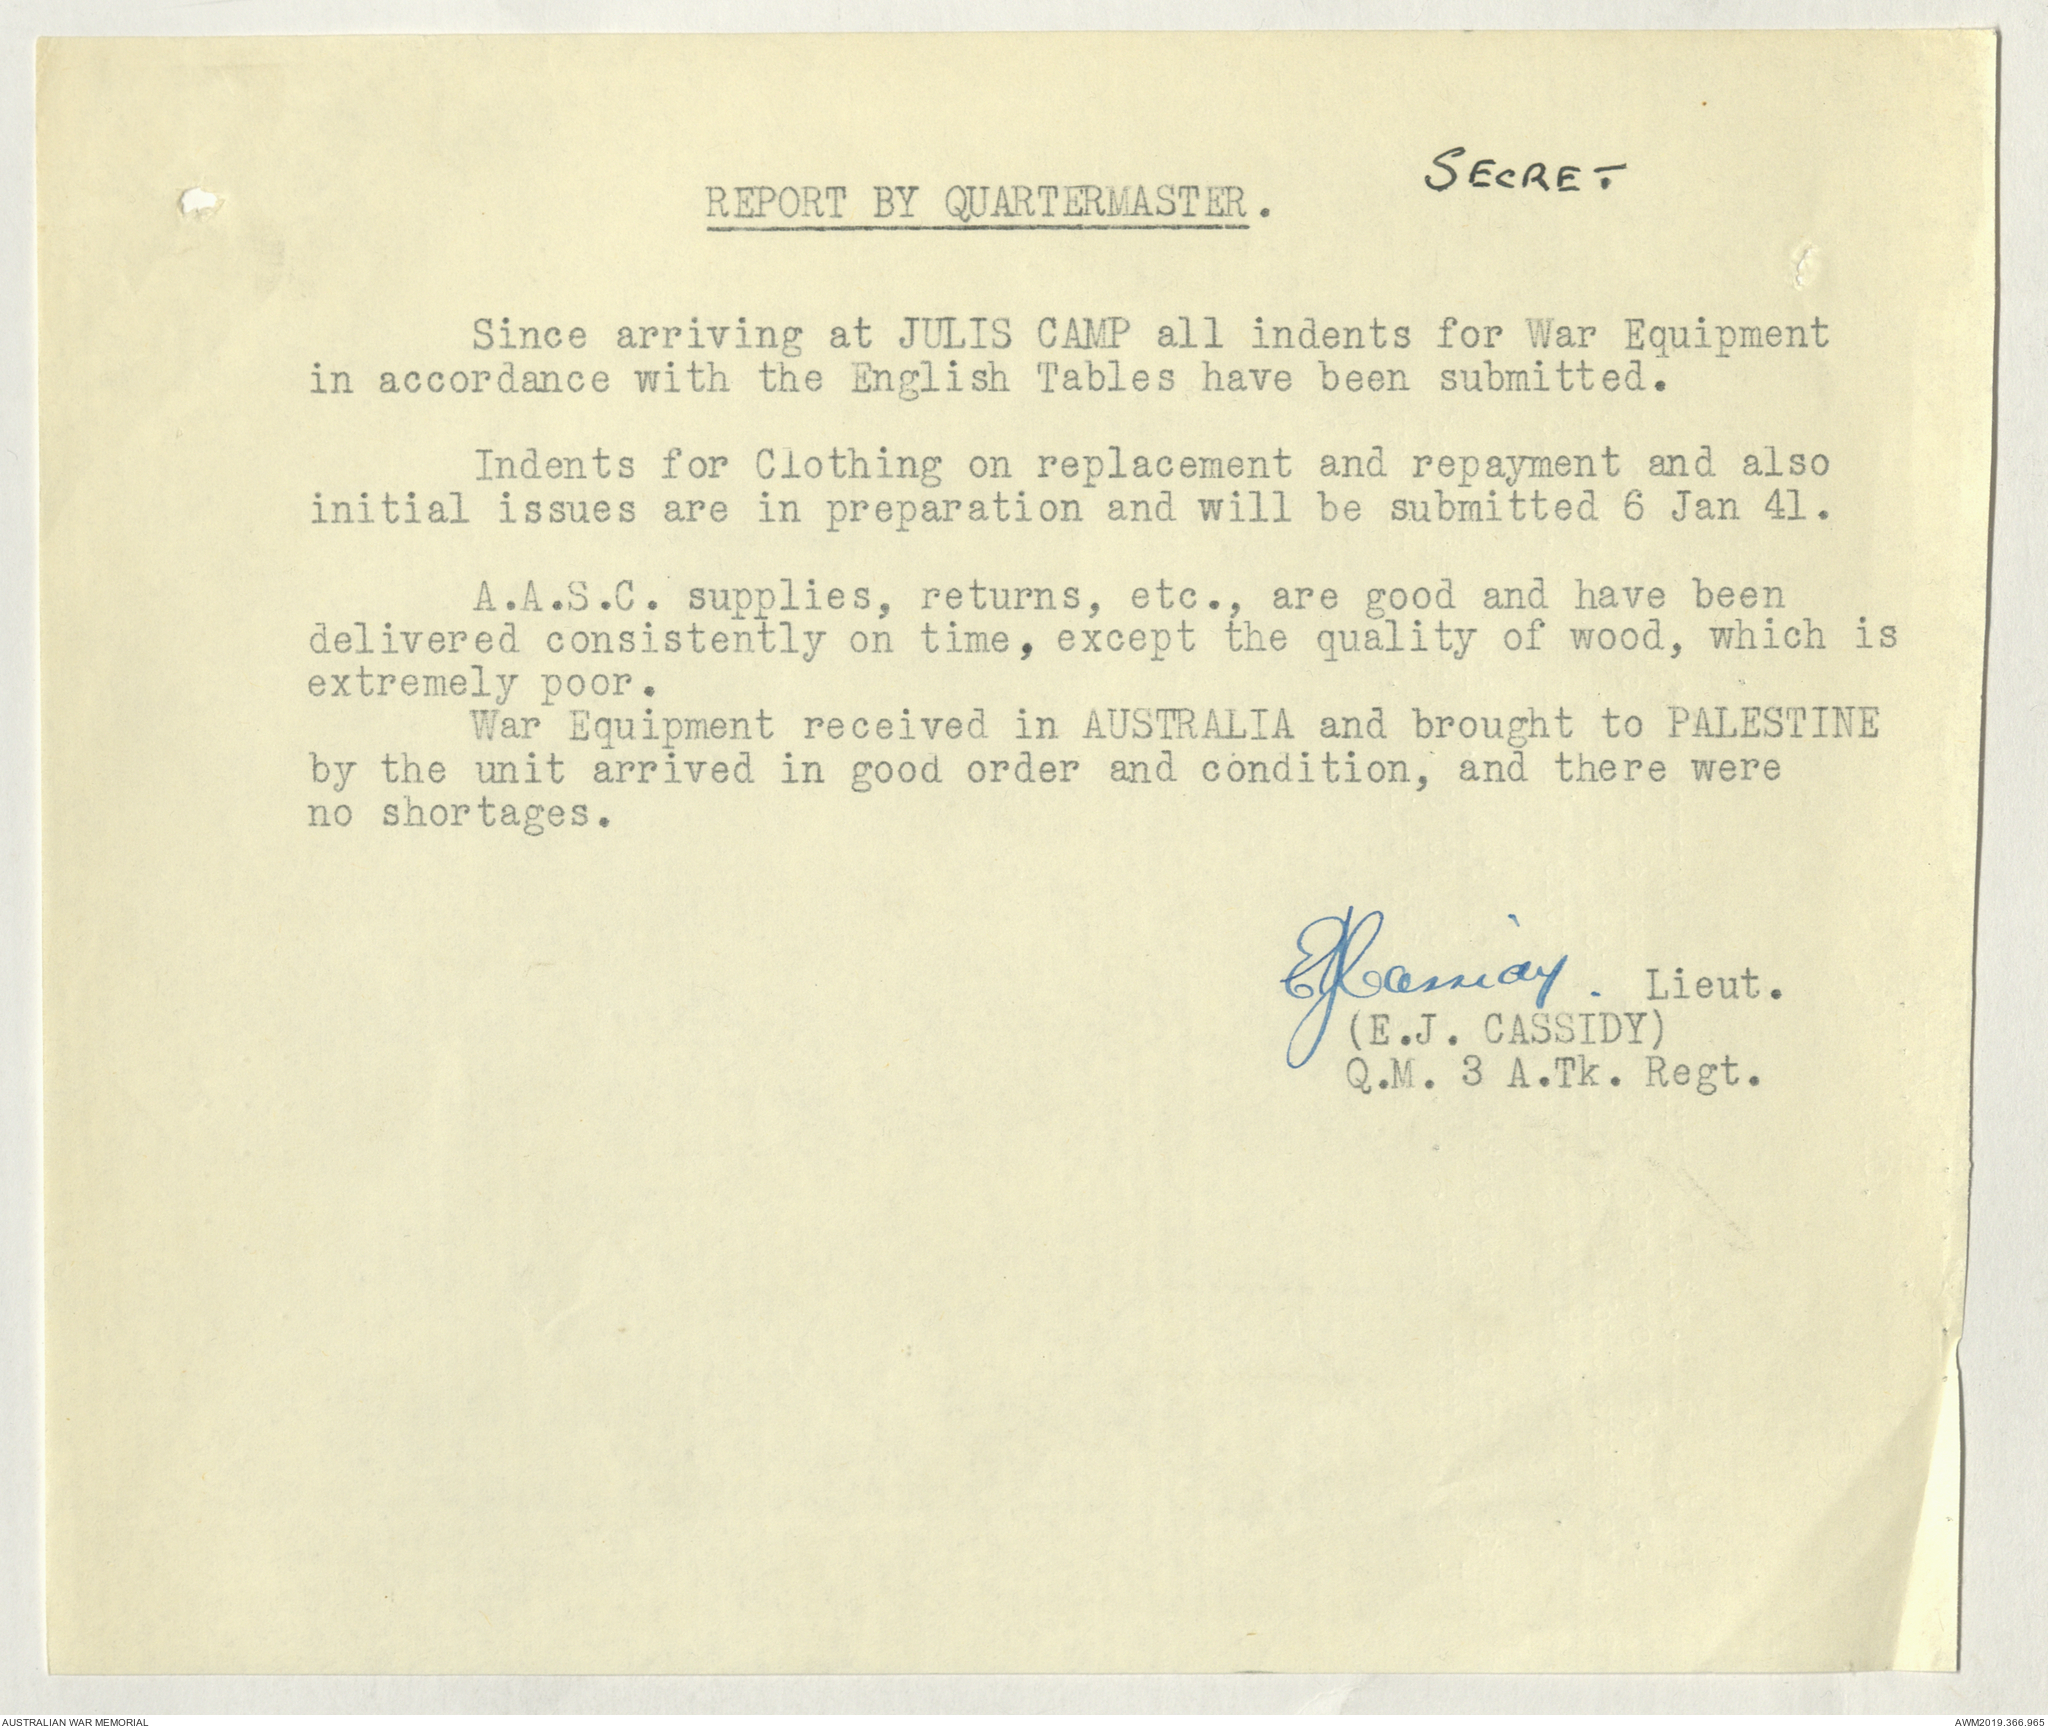 SECRET
REPORT BY QUARTERMASTER.
Since arriving at JULIS CAMP all indents for War Equipment
in accordance with the English Tables have been submitted.
Indents for Clothing on replacement and repayment and also
initial issues are in preparation and will be submitted 6 Jan 41.
A.A.S.C. supplies, returns, etc., are good and have been
delivered consistently on time, except the quality of wood, which is
extremely poor.
War Equipment received in AUSTRALIA and brought to PALESTINE
by the unit arrived in good order and condition, and there were
no shortages.
EJCassidy. Lieut.
(E.J. CASSIDY)
Q.M. 3 A.Tk. Regt.
AUSTRALIAN WAR MEMORIAL
AWM2019.366.965